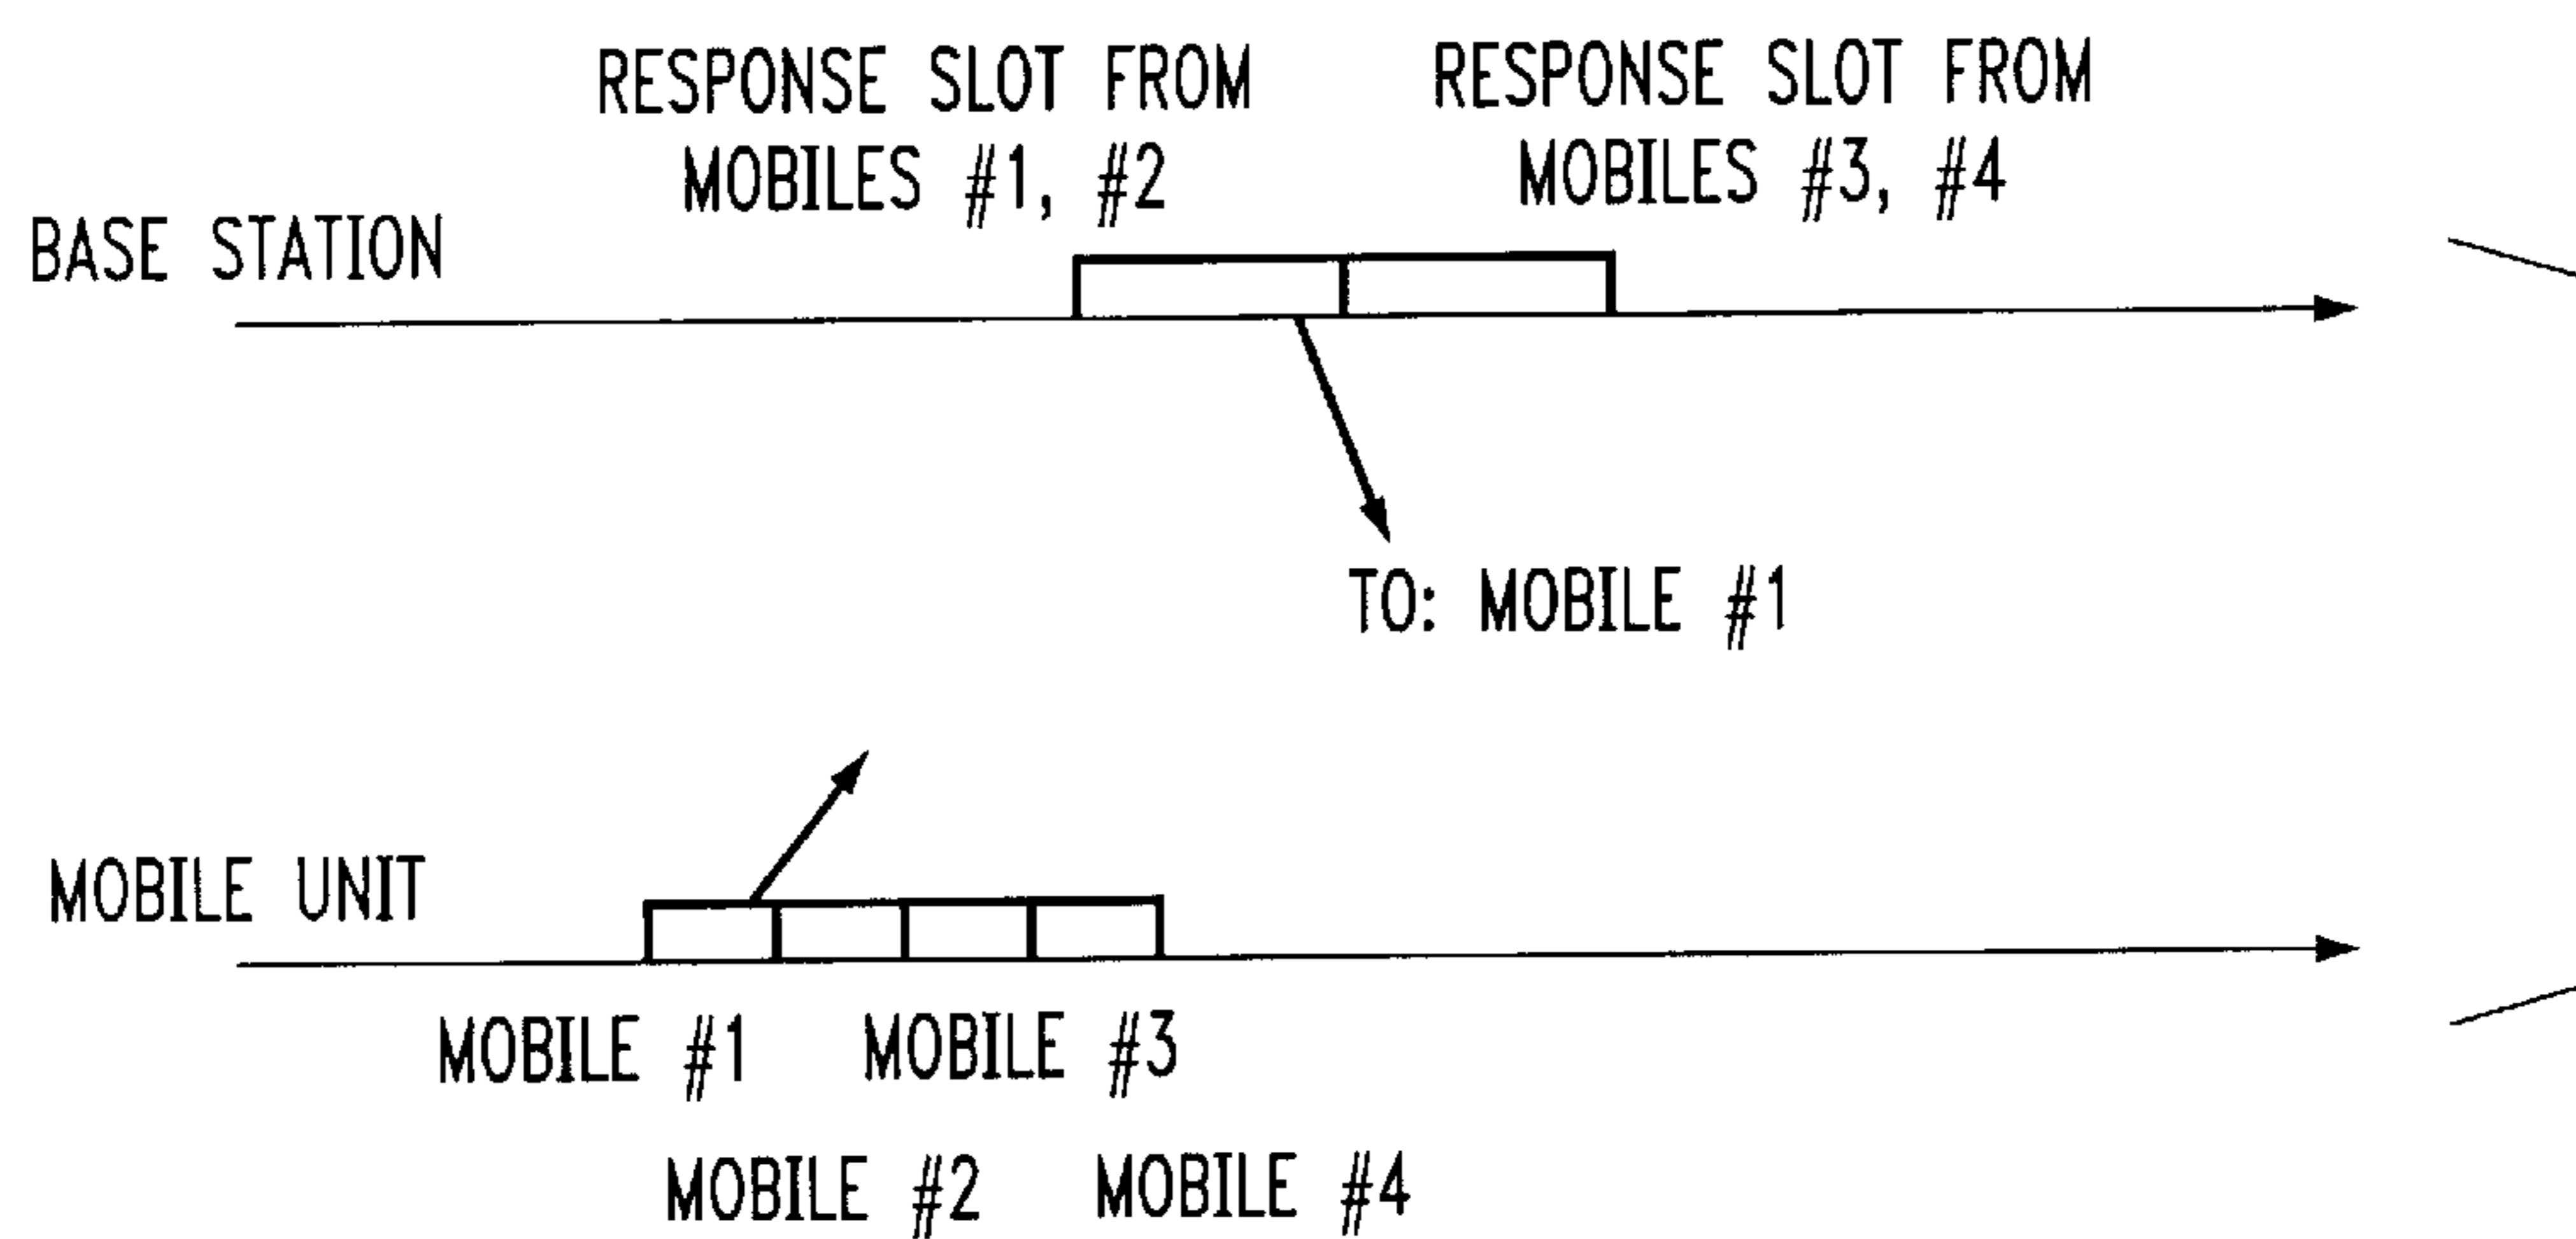 RESPONSE SLOT FROM
MOBILES #1, #2
RESPONSE SLOT FROM
MOBILES #3, #4
BASE STATION
TO: MOBILE #1
MOBILE UNIT
MOBILE #1
MOBILE #3
MOBILE #2
MOBILE #4